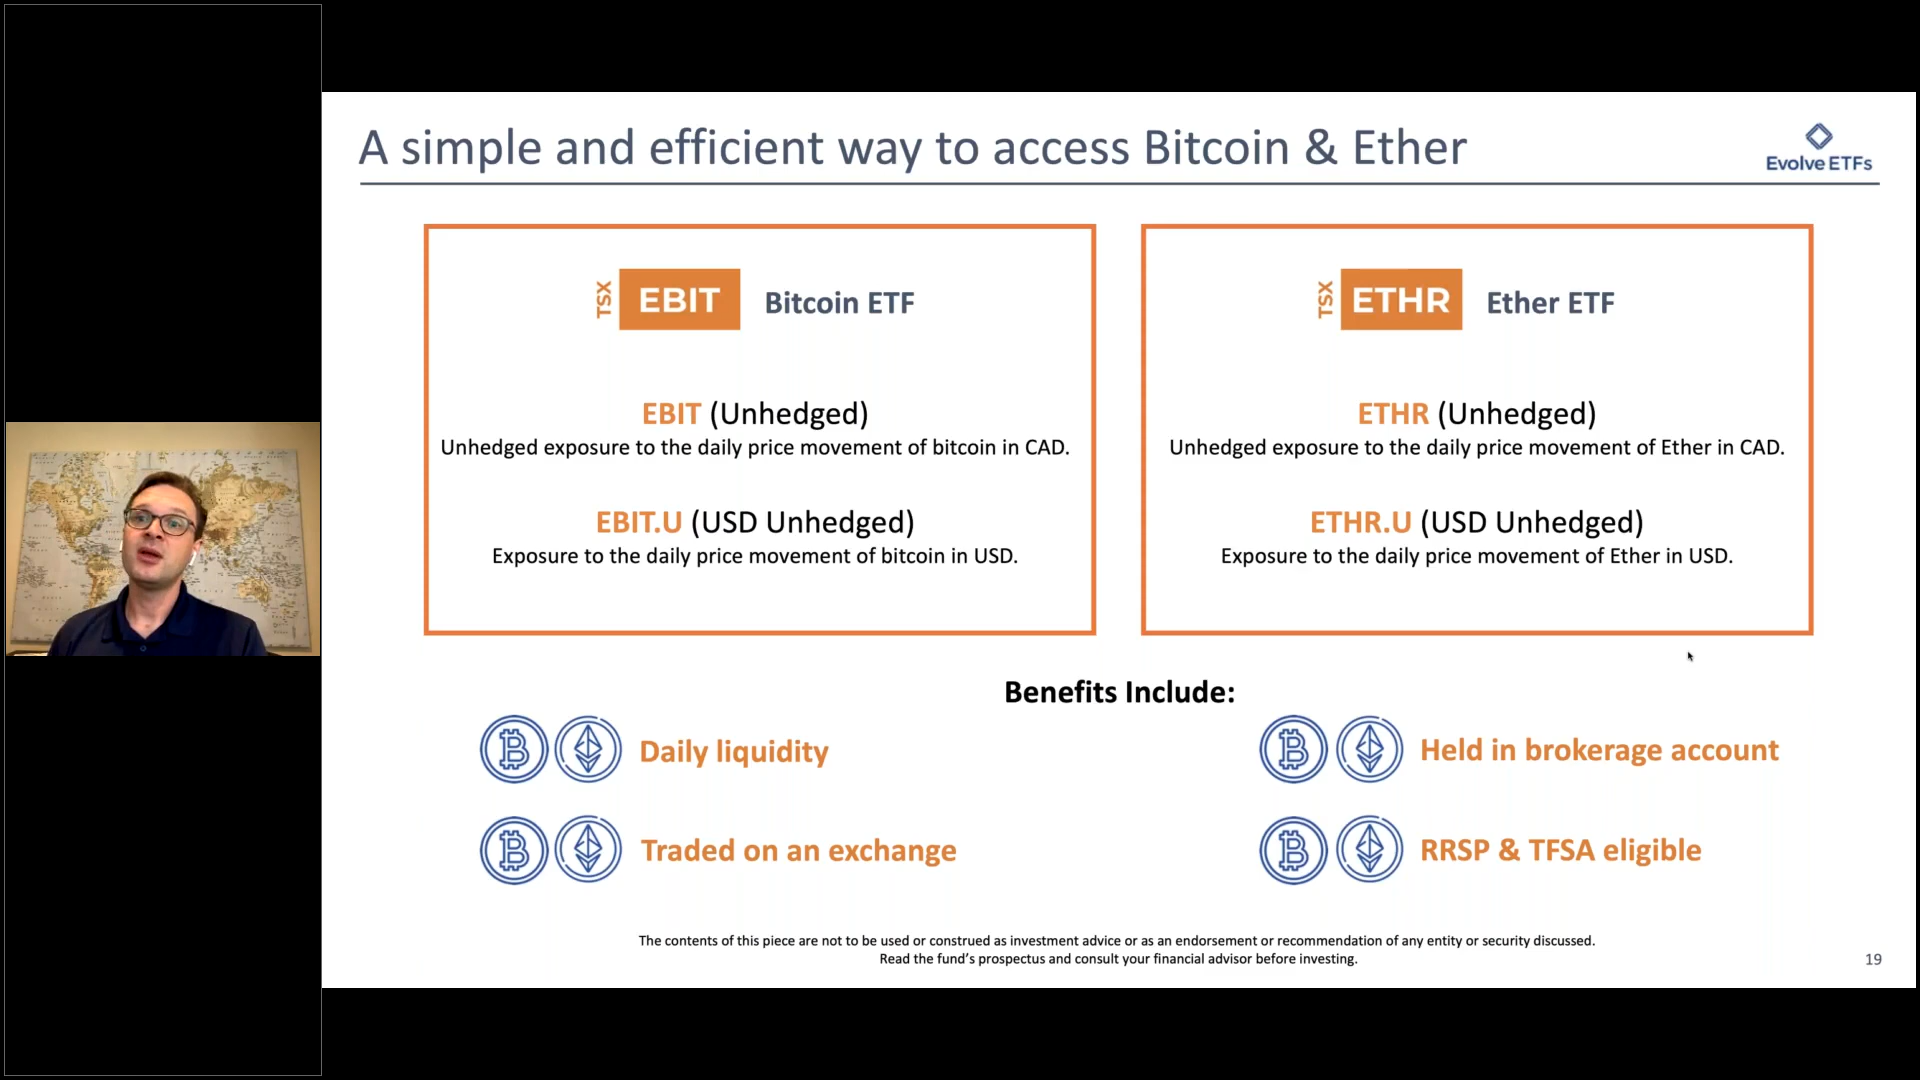 A simple and efficient way to access Bitcoin & Ether
Evolve ETFs
TSX EBIT Bitcoin ETF
EBIT (Unhedged)
Unhedged exposure to the daily price movement of bitcoin in CAD.
EBIT.U (USD Unhedged)
Exposure to the daily price movement of bitcoin in USD.
TSX ETHR Ether ETF
ETHR (Unhedged)
Unhedged exposure to the daily price movement of Ether in CAD.
ETHR.U (USD Unhedged)
Exposure to the daily price movement of Ether in USD.
Benefits Include:
Daily liquidity
Held in brokerage account
Traded on an exchange
RRSP & TFSA eligible
The contents of this piece are not to be used or construed as investment advice or as an endorsement or recommendation of any entity or security discussed.
Read the fund's prospectus and consult your financial advisor before investing.
19